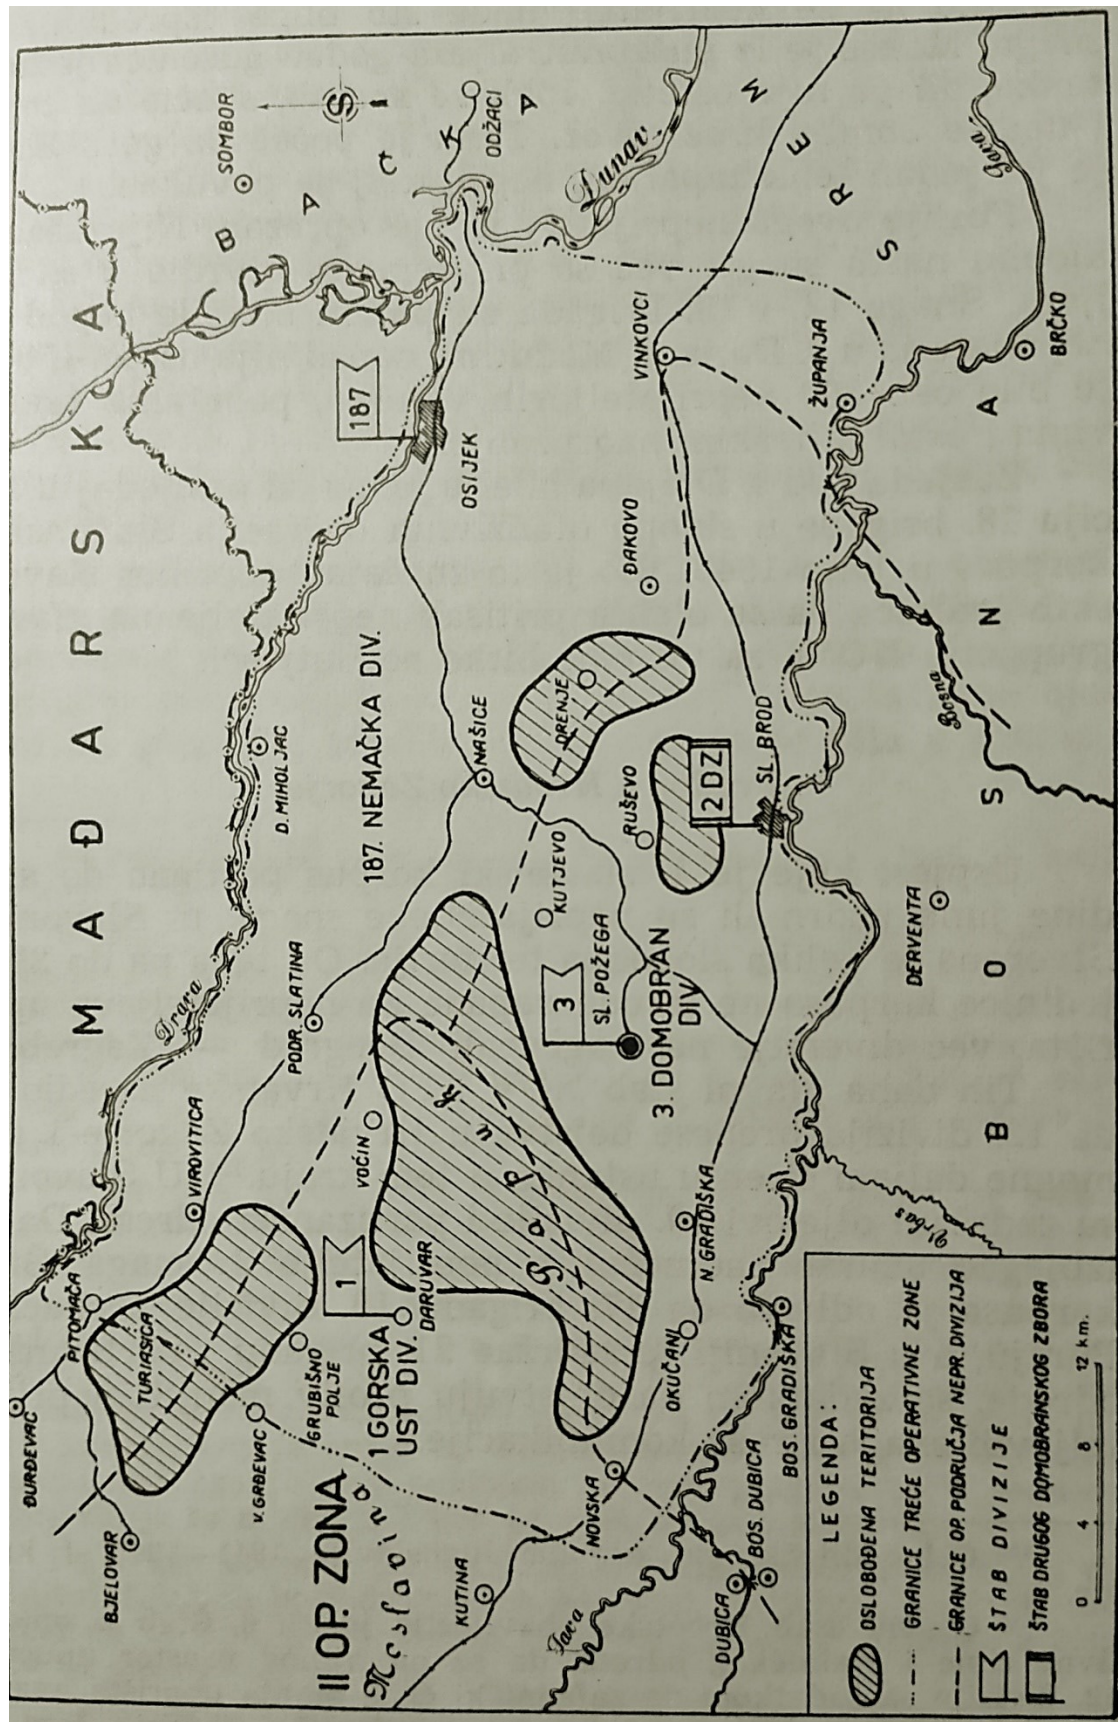 MAĐARSKA
SOMBOR
S
BAČKA
ODŽACI
Dunav
SREM
Sava
BRČKO
ŽUPANJA
VINKOVCI
187
OSIJEK
ĐAKOVO
D. MIHOLJAC
187. NEMAČKA DIV.
NAŠICE
DRENJE
RUŠEVO
2 DZ
SL. BROD
Bosna
BOSNA
DERVENTA
KUTJEVO
3
SL. POŽEGA
3. DOMOBRAN
DIV
Drava
PODR. SLATINA
VIROVITICA
VOĆIN
Papuk
PITOMAČA
TURJASICA
ĐURĐEVAC
BJELOVAR
V. GRĐEVAC
GRUBIŠNO
POLJE
1
DARUVAR
1 GORSKA
UST DIV.
II OP. ZONA
Moslavina
KUTINA
NOVSKA
OKUČANI
N. GRADIŠKA
BOS. GRADIŠKA
Vrbas
Sava
DUBICA
BOS. DUBICA
LEGENDA:
OSLOBOĐENA TERITORIJA
GRANICE TREĆE OPERATIVNE ZONE
GRANICE OP. PODRUČJA NEPR. DIVIZIJA
ŠTAB DIVIZIJE
ŠTAB DRUGOG DOMOBRANSKOG ZBORA
0 4 8 12 km.